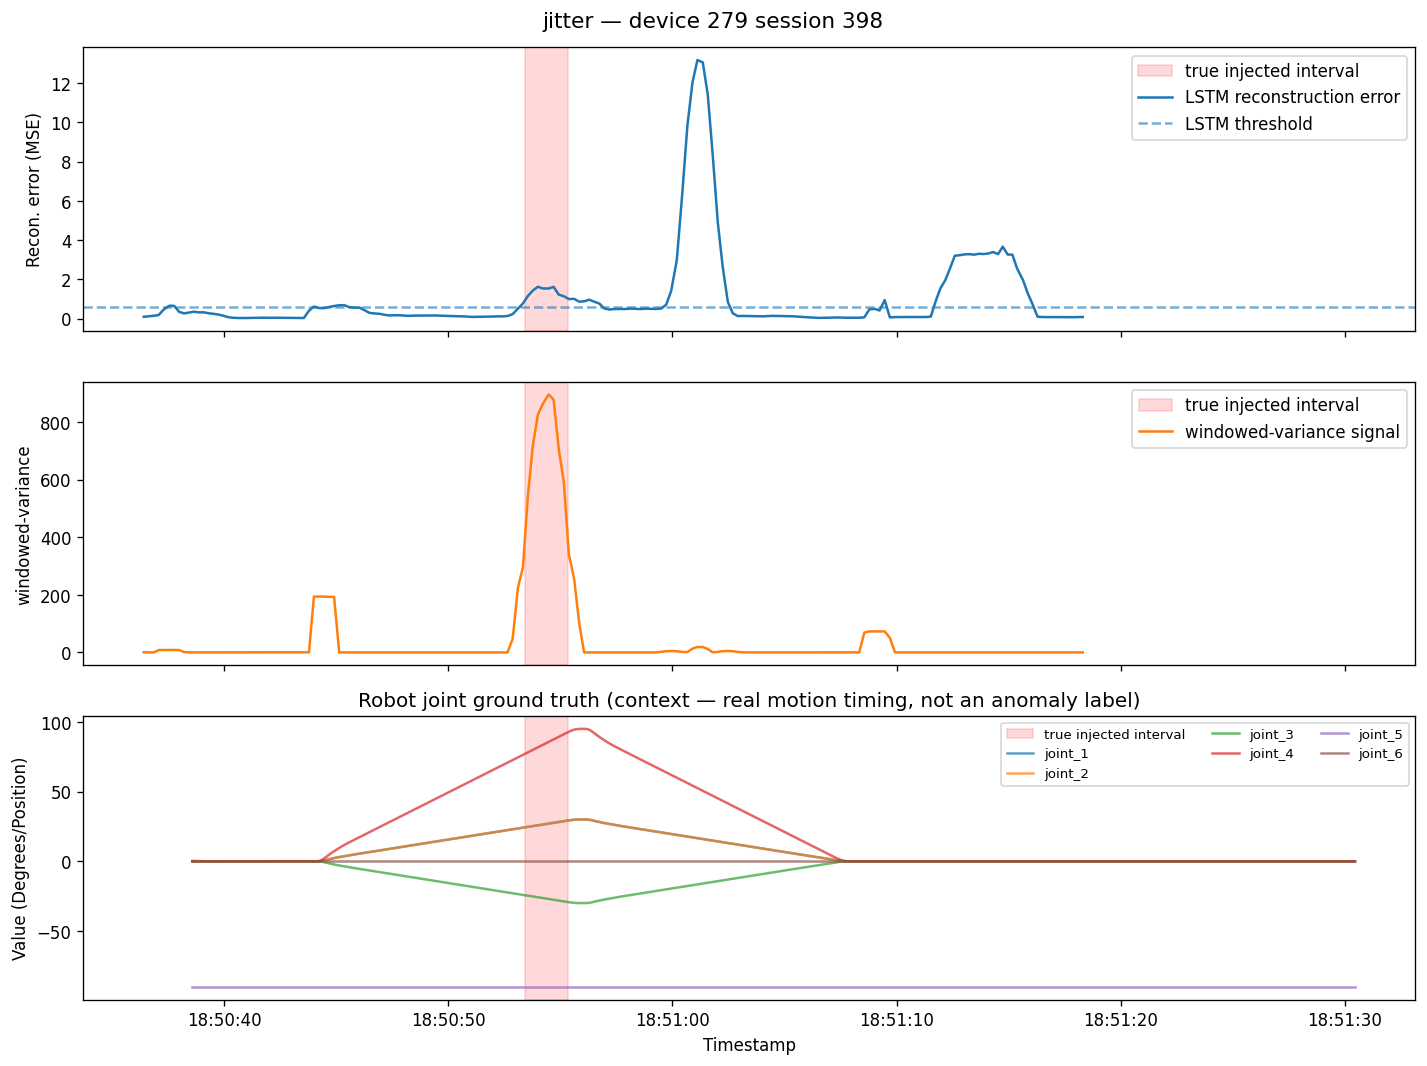 jitter — device 279 session 398
Recon. error (MSE)
12
10
8
6
4
2
0
true injected interval
LSTM reconstruction error
LSTM threshold
windowed-variance
800
600
400
200
0
true injected interval
windowed-variance signal
Robot joint ground truth (context — real motion timing, not an anomaly label)
Value (Degrees/Position)
100
50
0
−50
true injected interval
joint_1
joint_2
joint_3
joint_4
joint_5
joint_6
18:50:40 18:50:50 18:51:00 18:51:10 18:51:20 18:51:30
Timestamp